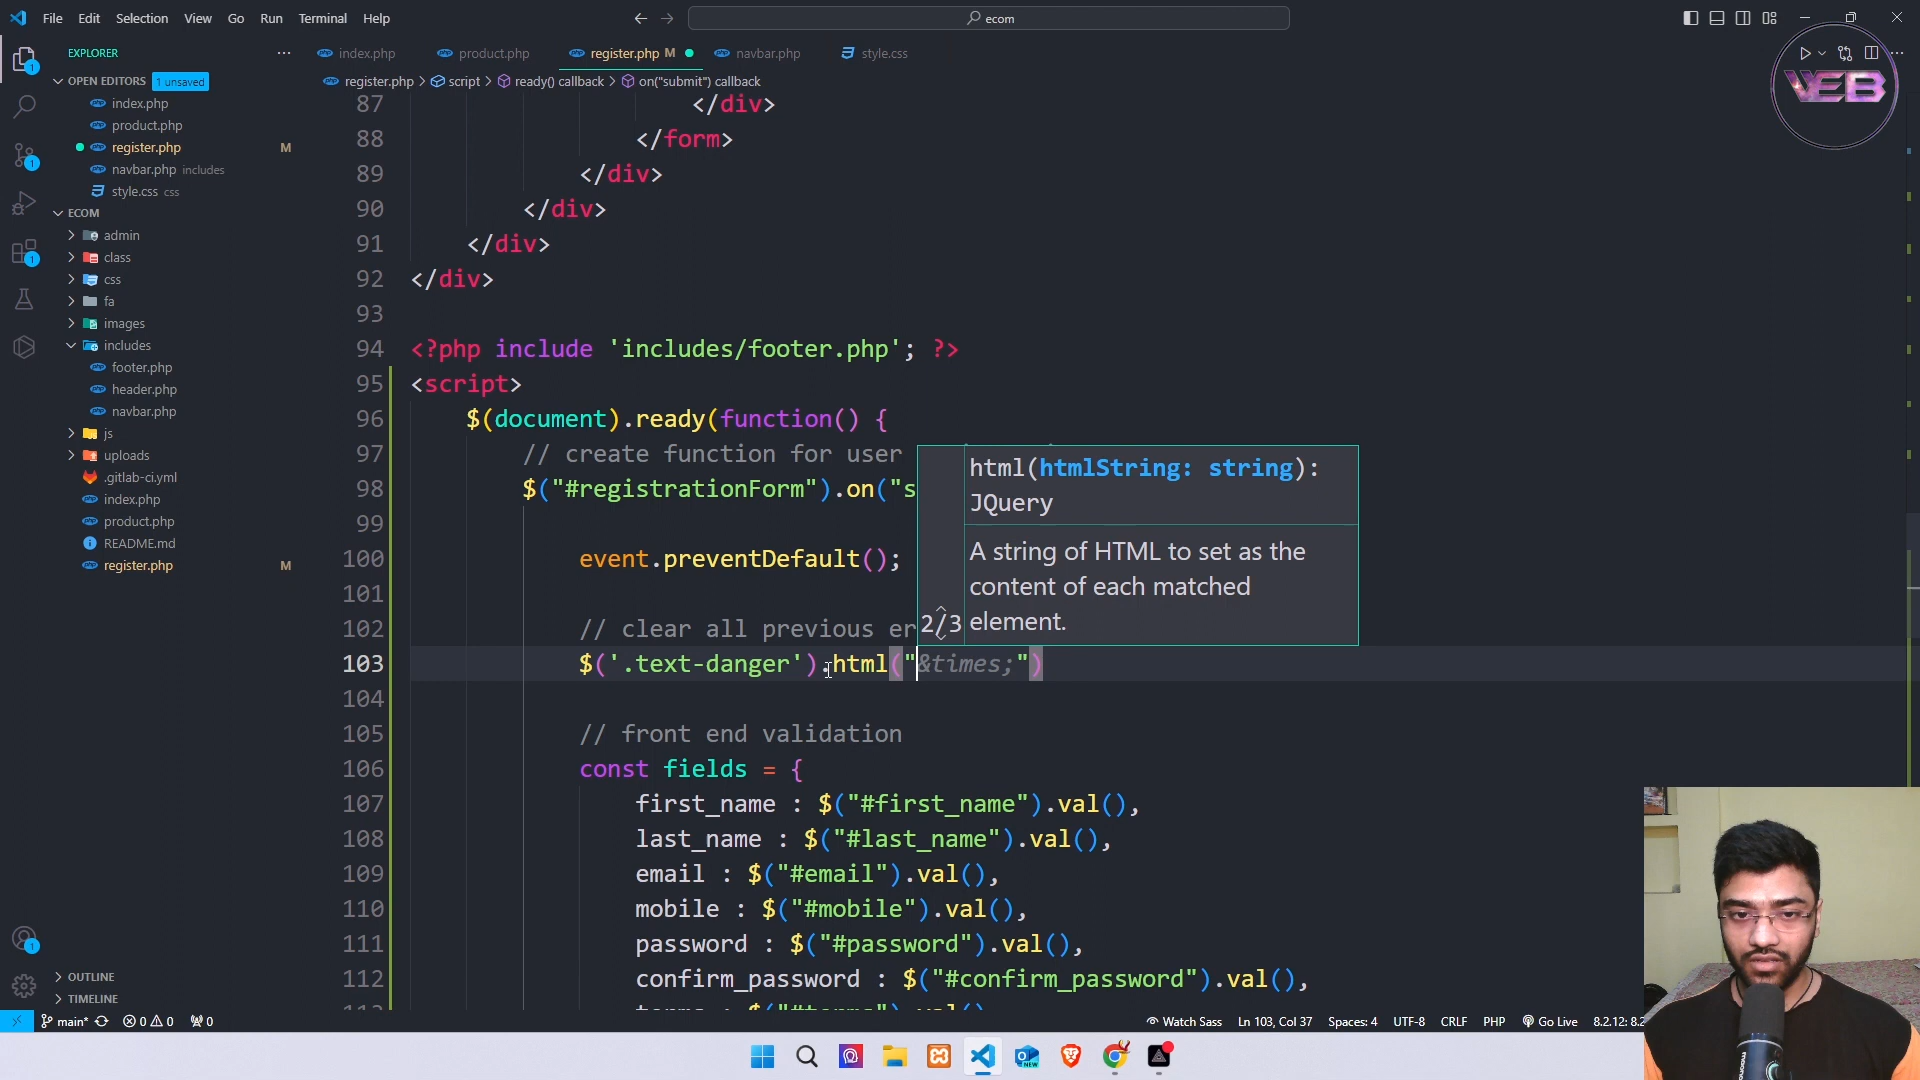 File Edit Selection View Go Run Terminal Help
ecom
EXPLORER
index.php
product.php
register.php M
navbar.php
style.css
OPEN EDITORS 1 unsaved
register.php > script > ready() callback > on("submit") callback
index.php
product.php
register.php M
navbar.php includes
style.css css
ECOM
admin
class
css
fa
images
includes
footer.php
header.php
navbar.php
js
uploads
.gitlab-ci.yml
index.php
product.php
README.md
register.php M
OUTLINE
TIMELINE
87 </div>
88 </form>
89 </div>
90 </div>
91 </div>
92 </div>
93
94 <?php include 'includes/footer.php'; ?>
95 <script>
96 $(document).ready(function() {
97 // create function for user
98 $("#registrationForm").on("s
99
100 event.preventDefault();
101
102 // clear all previous er
103 $('.text-danger').html("&times;")
104
105 // front end validation
106 const fields = {
107 first_name : $("#first_name").val(),
108 last_name : $("#last_name").val(),
109 email : $("#email").val(),
110 mobile : $("#mobile").val(),
111 password : $("#password").val(),
112 confirm_password : $("#confirm_password").val(),
html(htmlString: string):
JQuery
A string of HTML to set as the
content of each matched
2/3 element.
WEB
main* 0 0 0
Watch Sass Ln 103, Col 37 Spaces: 4 UTF-8 CRLF PHP Go Live 8.2.12: 8.2